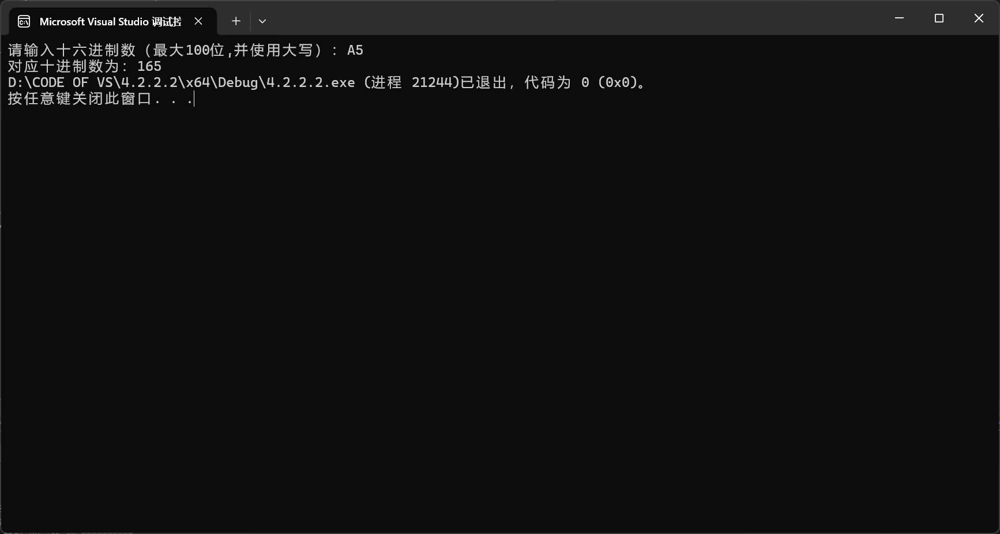 Microsoft Visual Studio 调试控
请输入十六进制数（最大100位,并使用大写）: A5
对应十进制数为: 165
D:\CODE OF VS\4.2.2.2\x64\Debug\4.2.2.2.exe (进程 21244)已退出，代码为 0 (0x0)。
按任意键关闭此窗口. . .